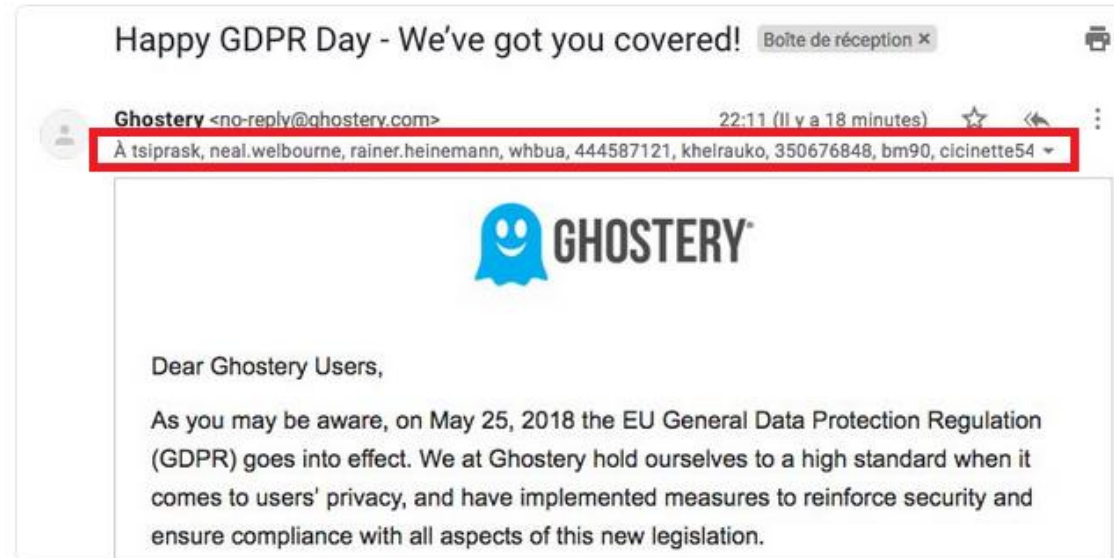 Happy GDPR Day - We've got you covered! Boîte de réception ×
Ghostery <no-reply@ghostery.com> 22:11 (Il y a 18 minutes)
À tsiprask, neal.welbourne, rainer.heinemann, whbua, 444587121, khelrauko, 350676848, bm90, cicinette54
GHOSTERY
Dear Ghostery Users,
As you may be aware, on May 25, 2018 the EU General Data Protection Regulation
(GDPR) goes into effect. We at Ghostery hold ourselves to a high standard when it
comes to users' privacy, and have implemented measures to reinforce security and
ensure compliance with all aspects of this new legislation.